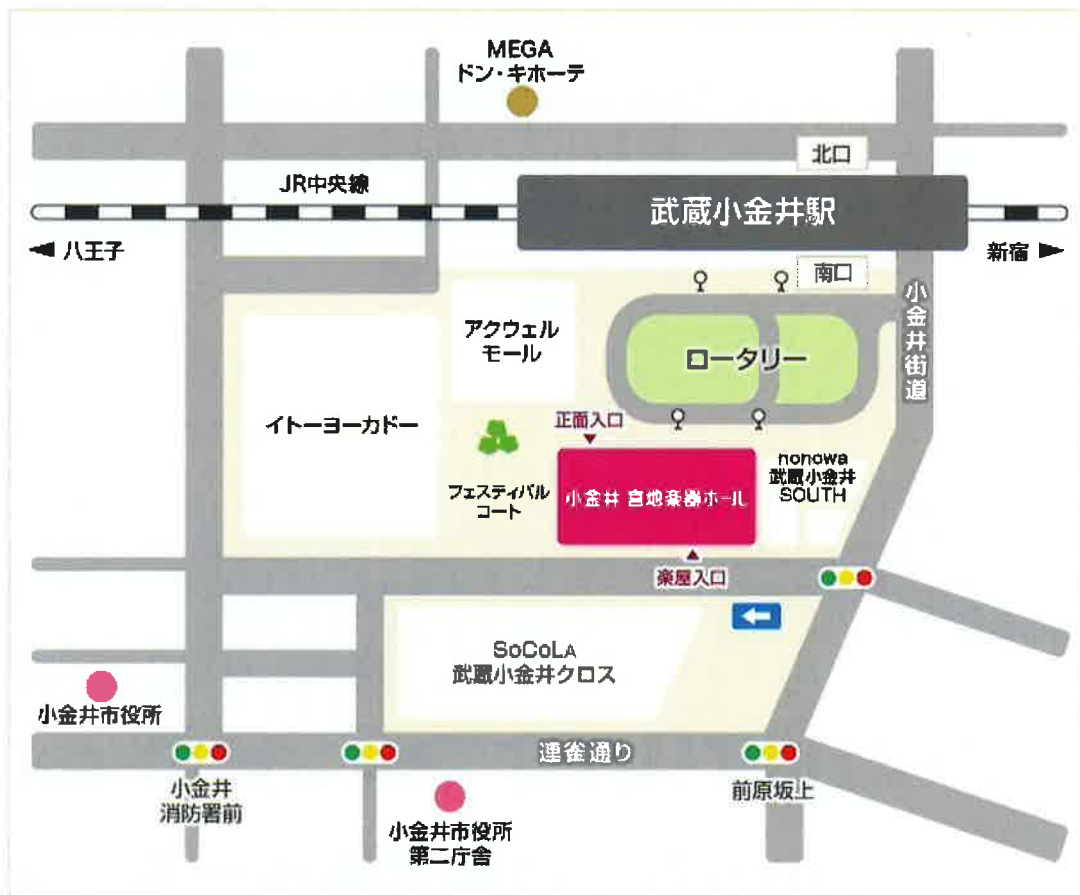 MEGA
ドン・キホーテ
北口
JR中央線
武蔵小金井駅
八王子
新宿
南口
小金井街道
アクウェル
モール
ロータリー
イトーヨーカドー
正面入口
nonowa
武蔵小金井
SOUTH
フェスティバル
コート
小金井 宮地楽器ホール
楽屋入口
SoCoLA
武蔵小金井クロス
小金井市役所
連雀通り
小金井
消防署前
前原坂上
小金井市役所
第二庁舎